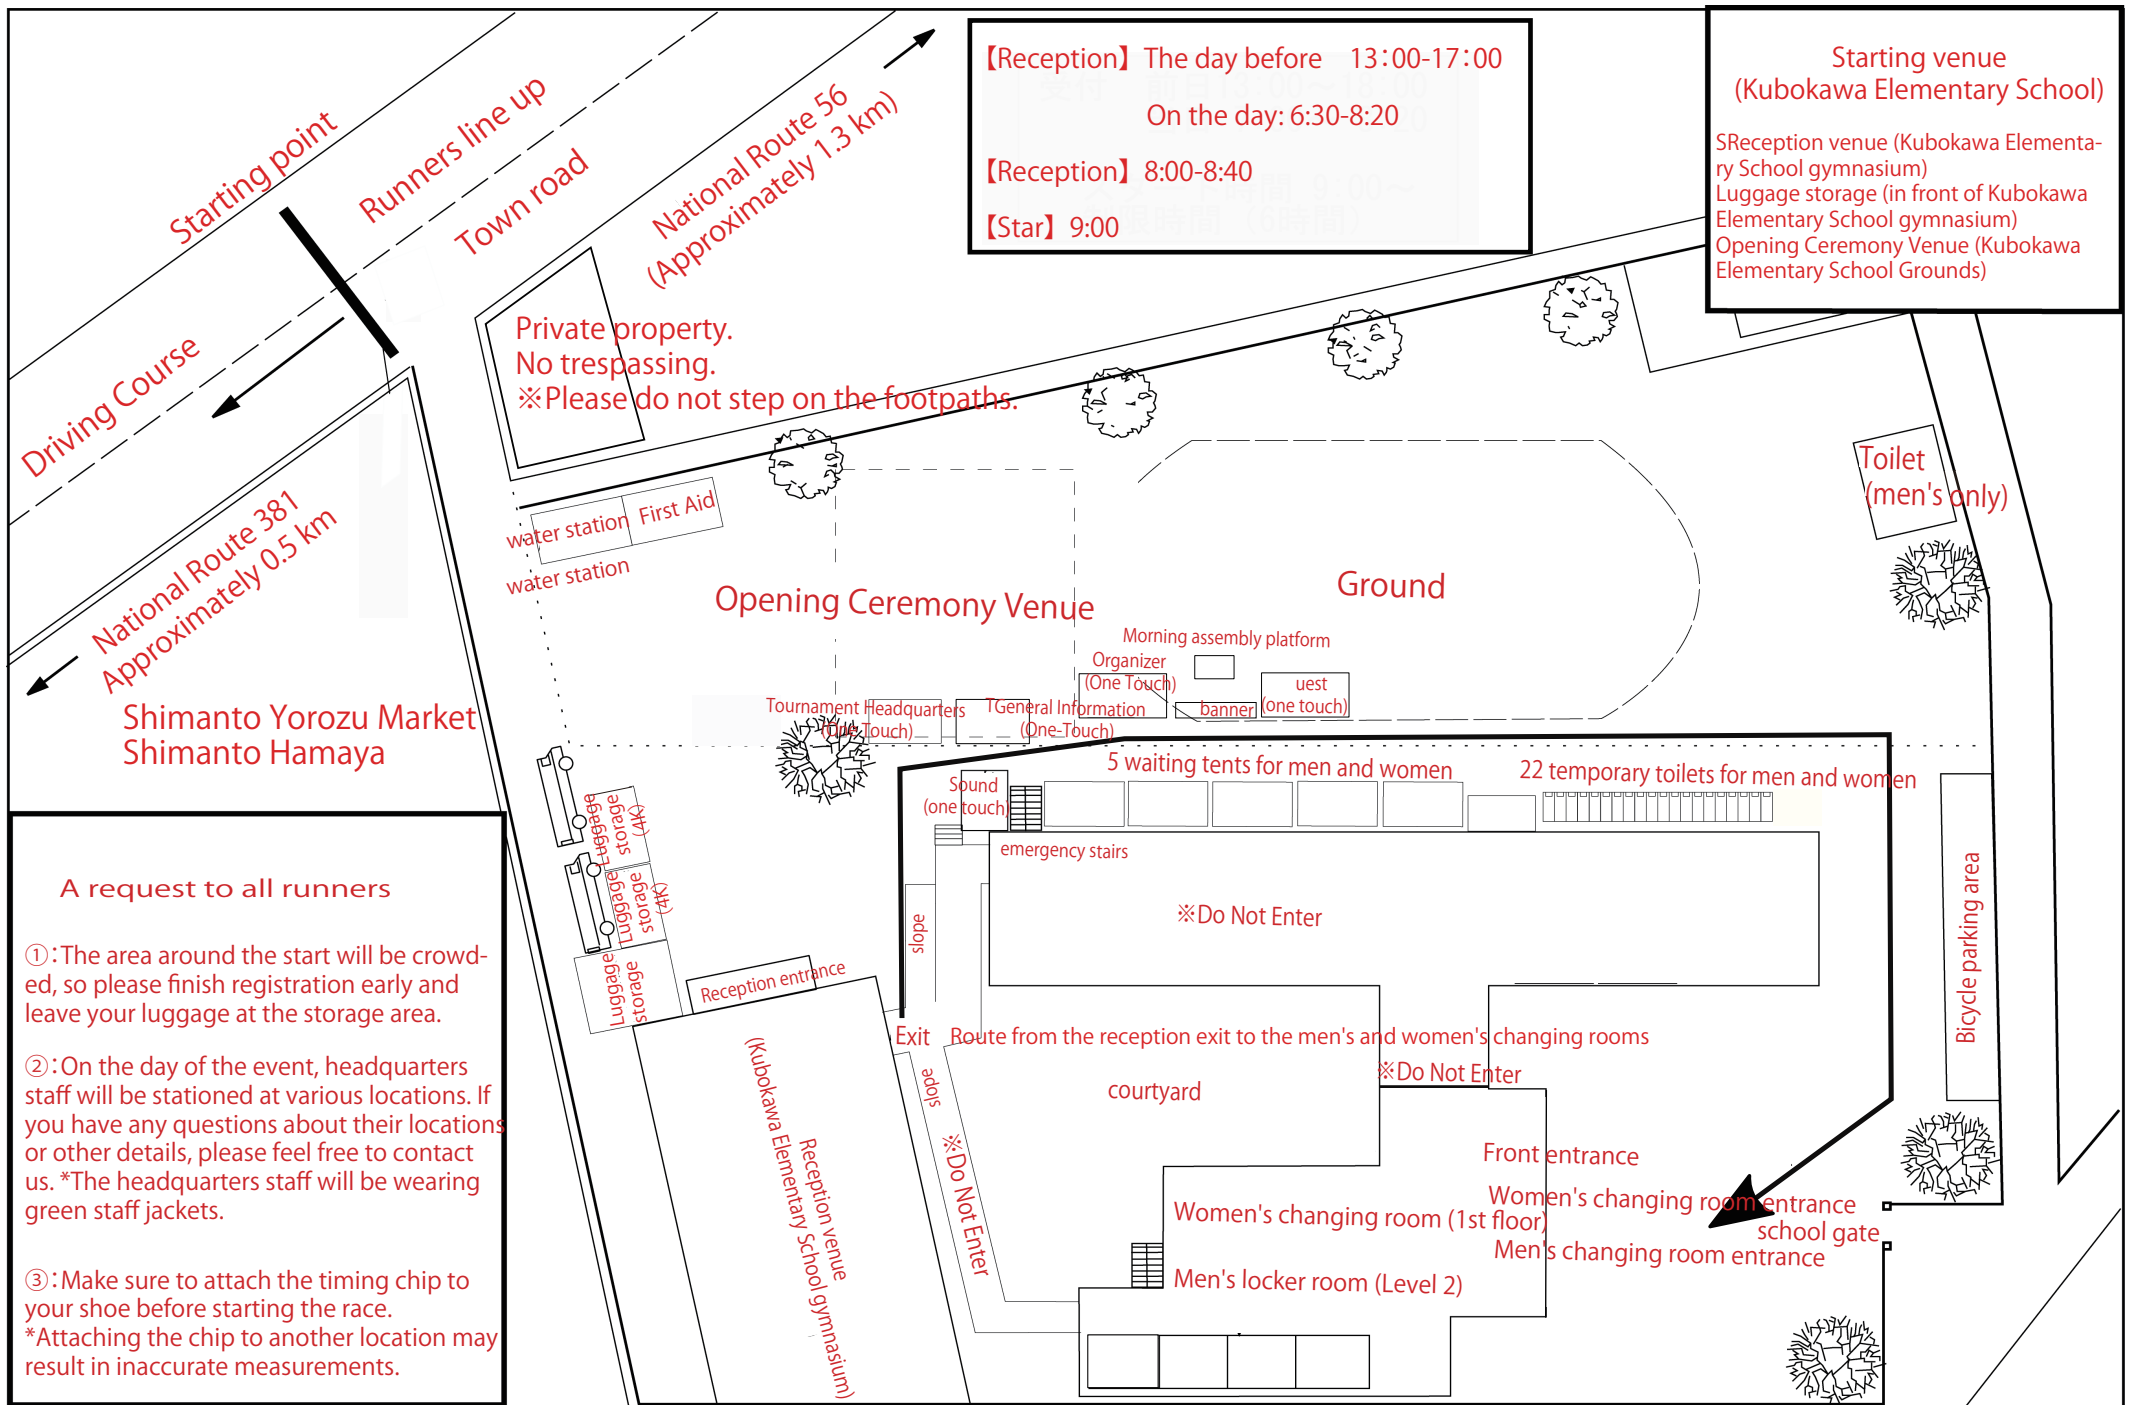 【Reception】The day before 13:00-17:00
On the day: 6:30-8:20
【Reception】8:00-8:40
【Star】9:00
Starting venue
(Kubokawa Elementary School)
SReception venue (Kubokawa Elementa-
ry School gymnasium)
Luggage storage (in front of Kubokawa
Elementary School gymnasium)
Opening Ceremony Venue (Kubokawa
Elementary School Grounds)
Starting point
Runners line up
Town road
National Route 56
(Approximately 1.3 km)
Driving Course
Private property.
No trespassing.
※Please do not step on the footpaths.
National Route 381
Approximately 0.5 km
Shimanto Yorozu Market
Shimanto Hamaya
water station
First Aid
water station
Opening Ceremony Venue
Ground
Toilet
(men's only)
Morning assembly platform
Organizer
(One Touch)
banner
uest
(one touch)
Tournament Headquarters
(One-Touch)
TGeneral Information
(One-Touch)
5 waiting tents for men and women
22 temporary toilets for men and women
Sound
(one touch)
emergency stairs
※Do Not Enter
slope
Luggage
storage
(4K)
Luggage
storage
(4K)
Luggage
storage
Reception entrance
Exit
Route from the reception exit to the men's and women's changing rooms
※Do Not Enter
courtyard
slope
※Do Not Enter
Reception venue
(Kubokawa Elementary School gymnasium)
Bicycle parking area
Front entrance
Women's changing room entrance
school gate
Men's changing room entrance
Women's changing room (1st floor)
Men's locker room (Level 2)
A request to all runners
①:The area around the start will be crowd-
ed, so please finish registration early and
leave your luggage at the storage area.
②:On the day of the event, headquarters
staff will be stationed at various locations. If
you have any questions about their locations
or other details, please feel free to contact
us. *The headquarters staff will be wearing
green staff jackets.
③:Make sure to attach the timing chip to
your shoe before starting the race.
*Attaching the chip to another location may
result in inaccurate measurements.